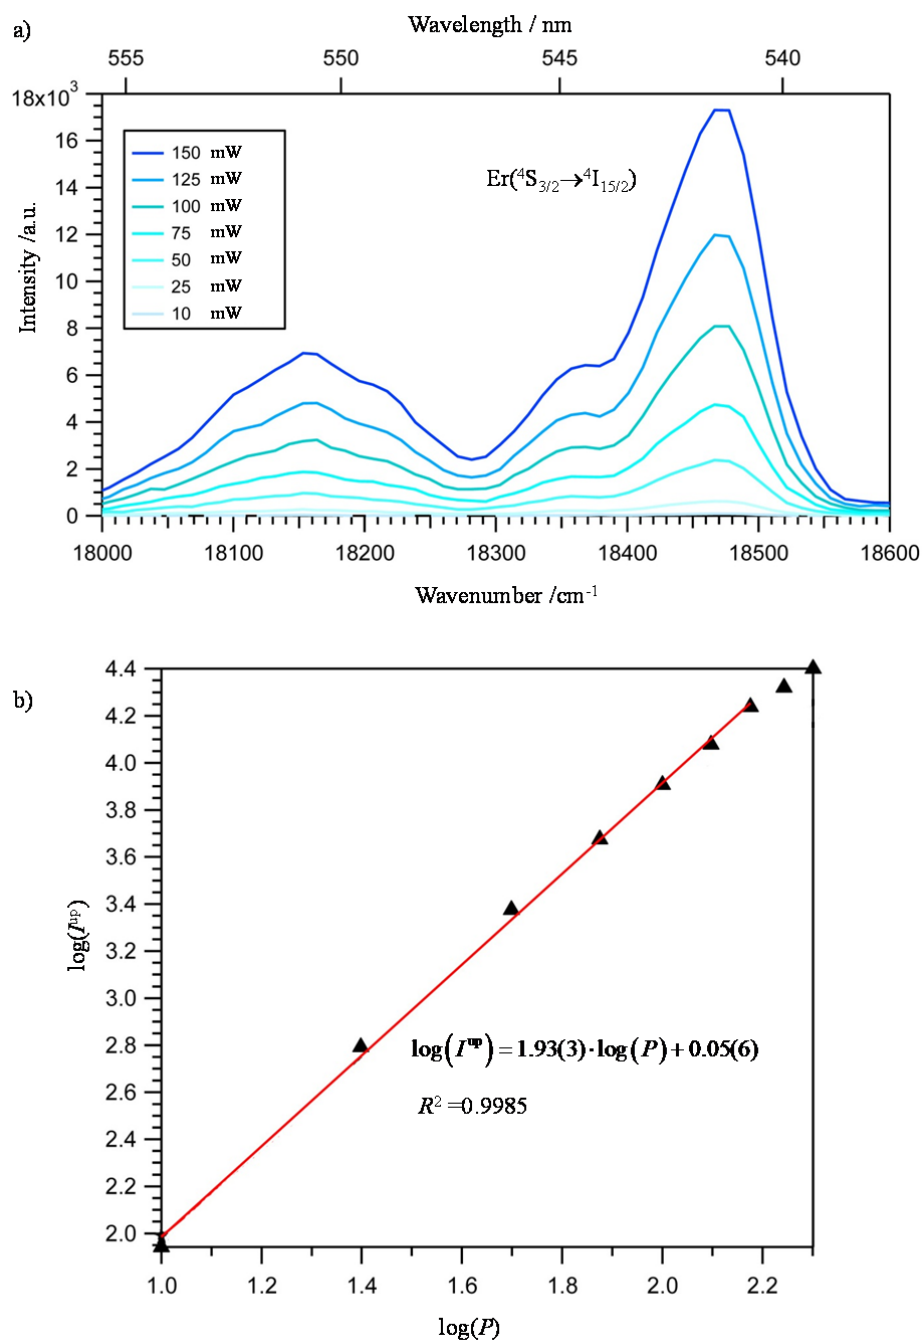 a)
Wavelength / nm
555 550 545 540
18x10³
16
14
12
10
8
6
4
2
0
Intensity /a.u.
150 mW
125 mW
100 mW
75 mW
50 mW
25 mW
10 mW
Er(⁴S₃/₂→⁴I₁₅/₂)
18000 18100 18200 18300 18400 18500 18600
Wavenumber /cm⁻¹
b)
4.4
4.2
4.0
3.8
3.6
3.4
3.2
3.0
2.8
2.6
2.4
2.2
2.0
log(Iᵘᵖ)
log(Iᵘᵖ) = 1.93(3)·log(P) + 0.05(6)
R² =0.9985
1.0 1.2 1.4 1.6 1.8 2.0 2.2
log(P)